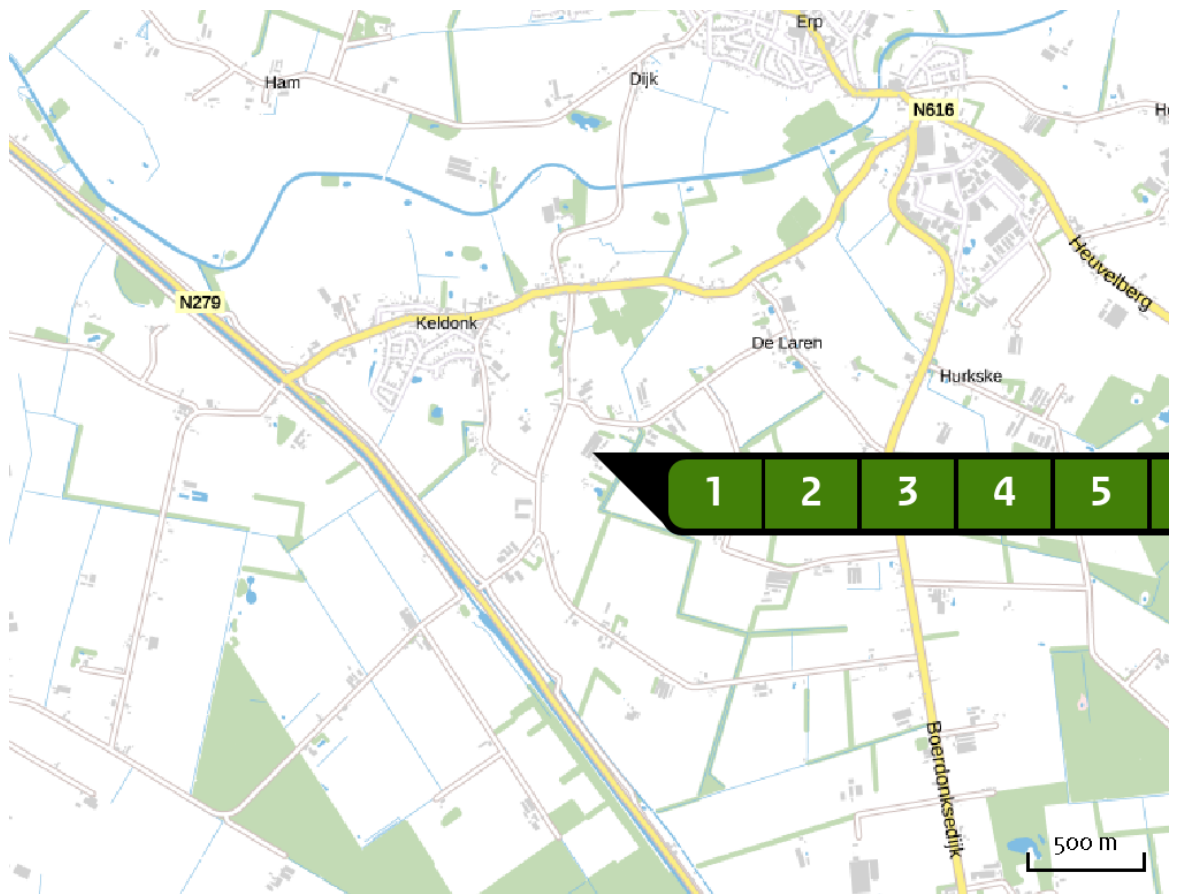 Erp
Ham
Dijk
N616
H
N279
Heuvelberg
Keldonk
De Laren
Hurkske
1 2 3 4 5
Boerdonksedijk
500 m